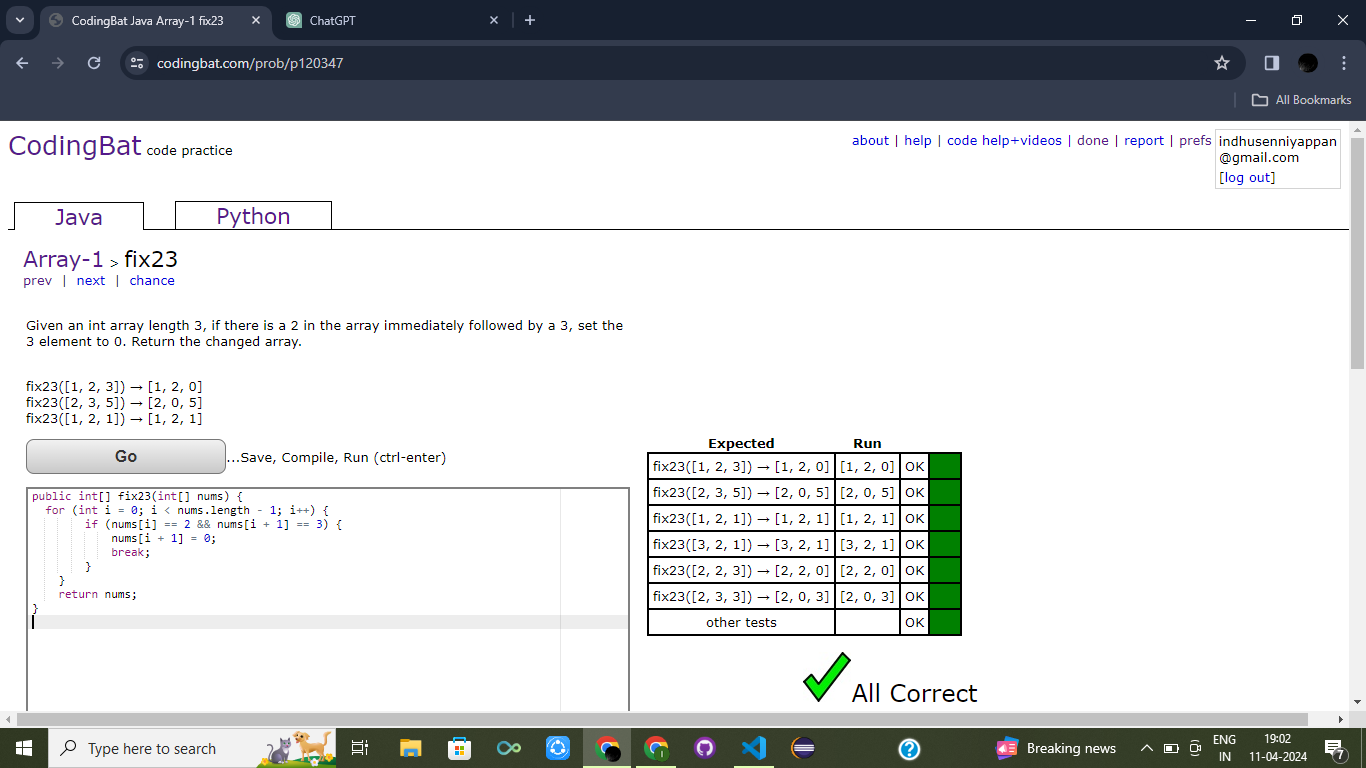 CodingBat Java Array-1 fix23
ChatGPT
codingbat.com/prob/p120347
All Bookmarks
CodingBat code practice
about | help | code help+videos | done | report | prefs
indhusenniyappan
@gmail.com
[log out]
Java
Python
Array-1 > fix23
prev | next | chance
Given an int array length 3, if there is a 2 in the array immediately followed by a 3, set the
3 element to 0. Return the changed array.
fix23([1, 2, 3]) → [1, 2, 0]
fix23([2, 3, 5]) → [2, 0, 5]
fix23([1, 2, 1]) → [1, 2, 1]
Go
...Save, Compile, Run (ctrl-enter)
public int[] fix23(int[] nums) {
for (int i = 0; i < nums.length - 1; i++) {
if (nums[i] == 2 && nums[i + 1] == 3) {
nums[i + 1] = 0;
break;
}
}
return nums;
}
Expected Run
fix23([1, 2, 3]) → [1, 2, 0] [1, 2, 0] OK
fix23([2, 3, 5]) → [2, 0, 5] [2, 0, 5] OK
fix23([1, 2, 1]) → [1, 2, 1] [1, 2, 1] OK
fix23([3, 2, 1]) → [3, 2, 1] [3, 2, 1] OK
fix23([2, 2, 3]) → [2, 2, 0] [2, 2, 0] OK
fix23([2, 3, 3]) → [2, 0, 3] [2, 0, 3] OK
other tests OK
All Correct
Type here to search
Breaking news
ENG
IN
19:02
11-04-2024
7